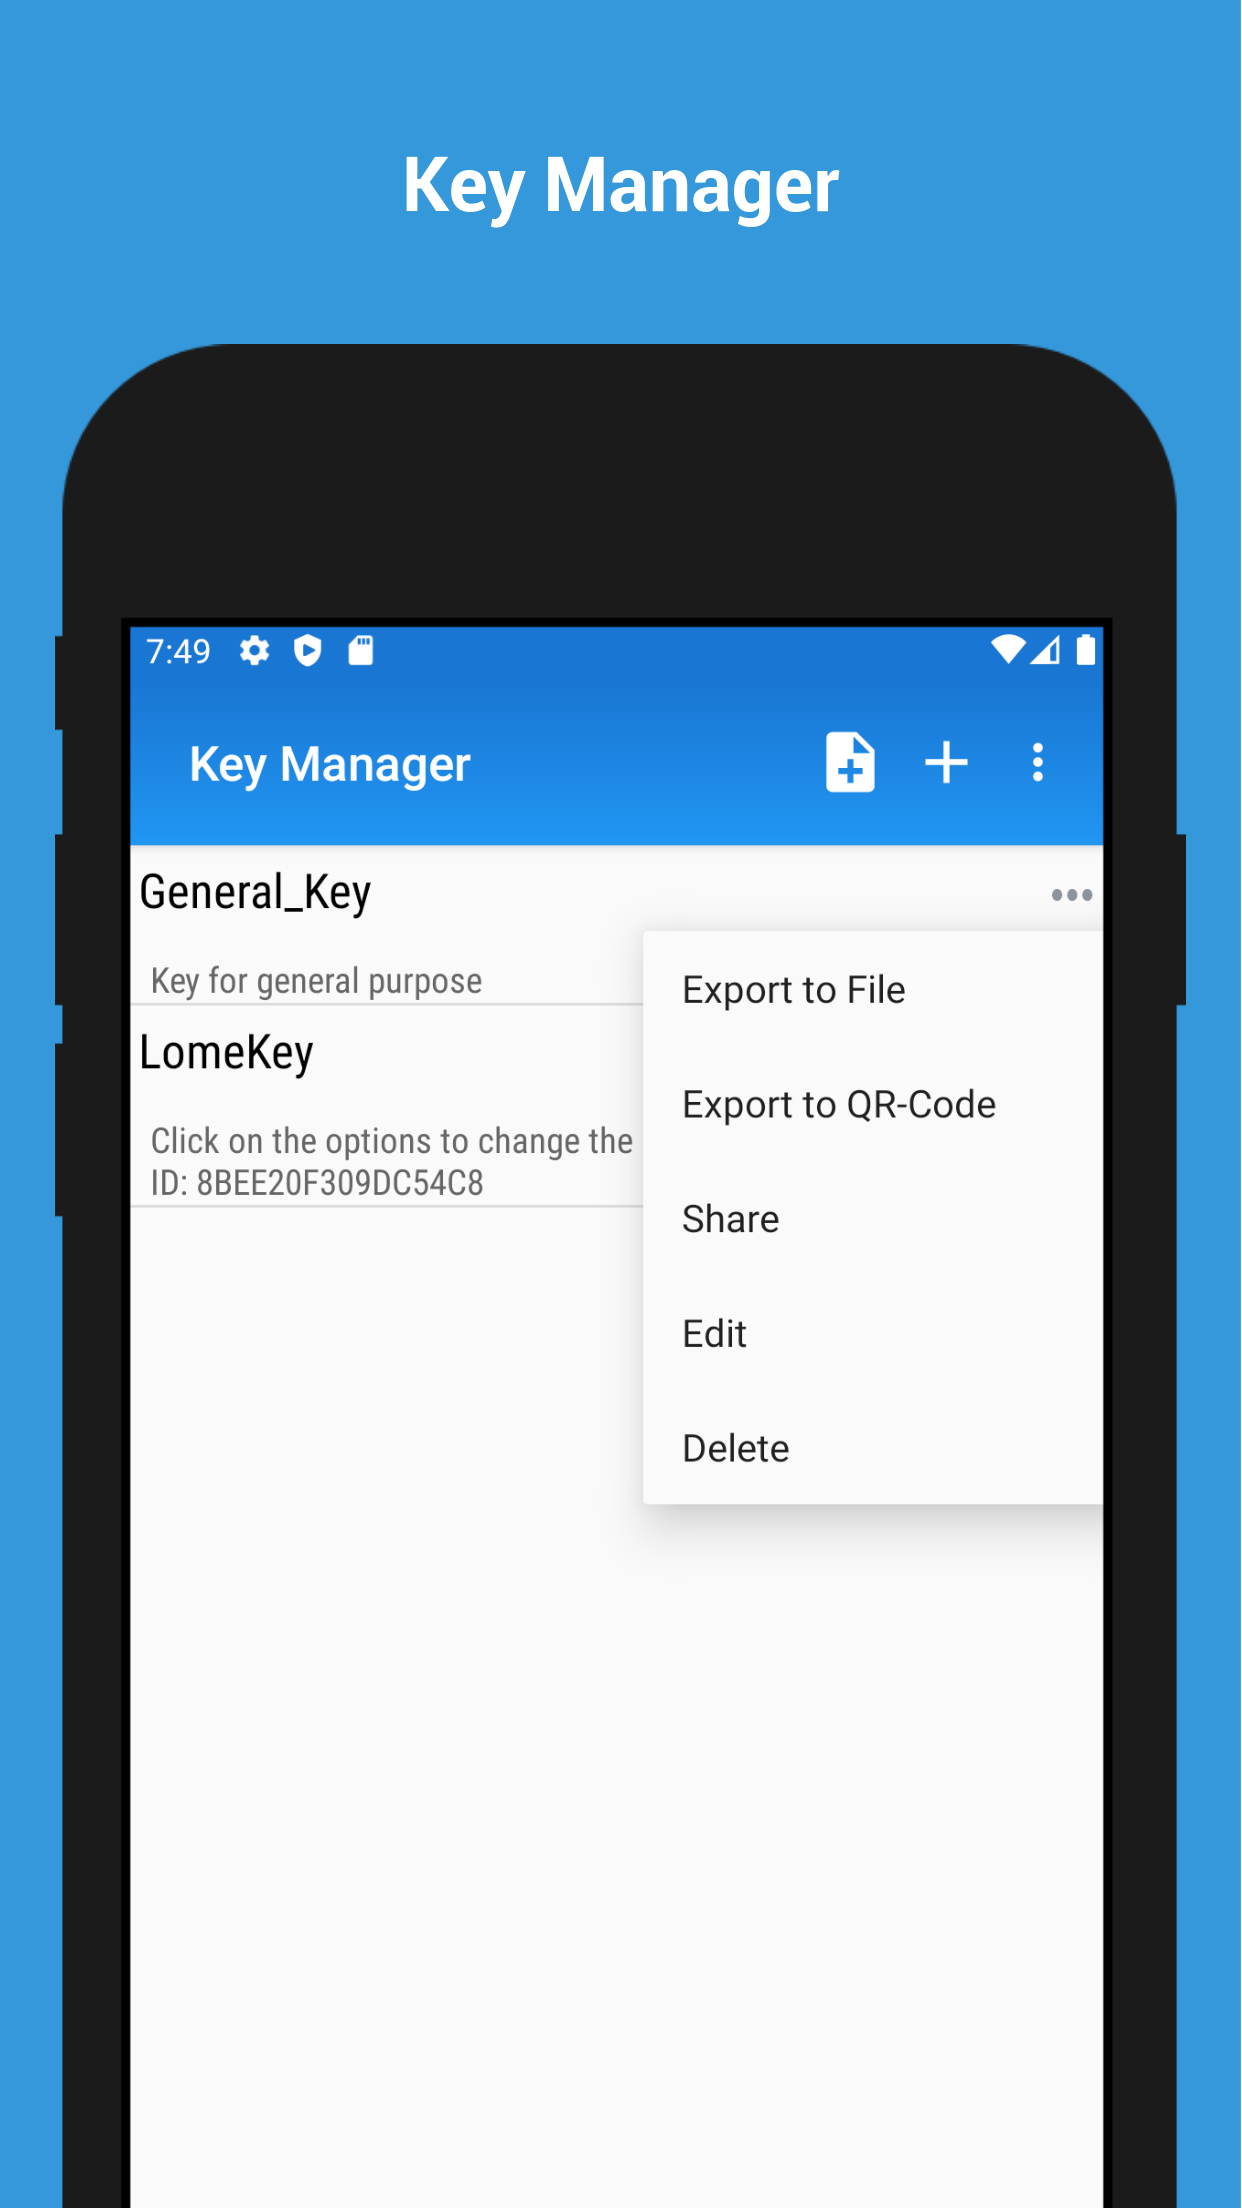 Key Manager
7:49
Key Manager
General_Key
Key for general purpose
LomeKey
Click on the options to change the
ID: 8BEE20F309DC54C8
Export to File
Export to QR-Code
Share
Edit
Delete